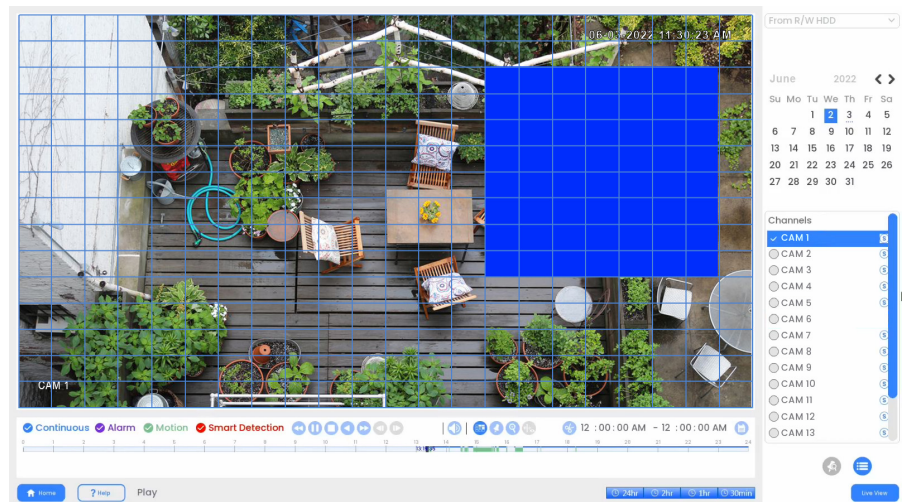 From R/W HDD
06-03-2022 11:30:23 AM
June 2022
Su Mo Tu We Th Fr Sa
1 2 3 4 5
6 7 8 9 10 11 12
13 14 15 16 17 18 19
20 21 22 23 24 25 26
27 28 29 30 31
Channels
CAM 1 S
CAM 2 S
CAM 3 S
CAM 4 S
CAM 5 S
CAM 6
CAM 7 S
CAM 8 S
CAM 9 S
CAM 10 S
CAM 11 S
CAM 12 S
CAM 13 S
CAM 1
Continuous Alarm Motion Smart Detection 12 : 00 : 00 AM - 12 : 00 : 00 AM
0 1 2 3 4 5 6 7 8 9 10 11 12 13 14 15 16 17 18 19 20 21 22 23 24
Home ? Help Play 24hr 2hr 1hr 30min Live View